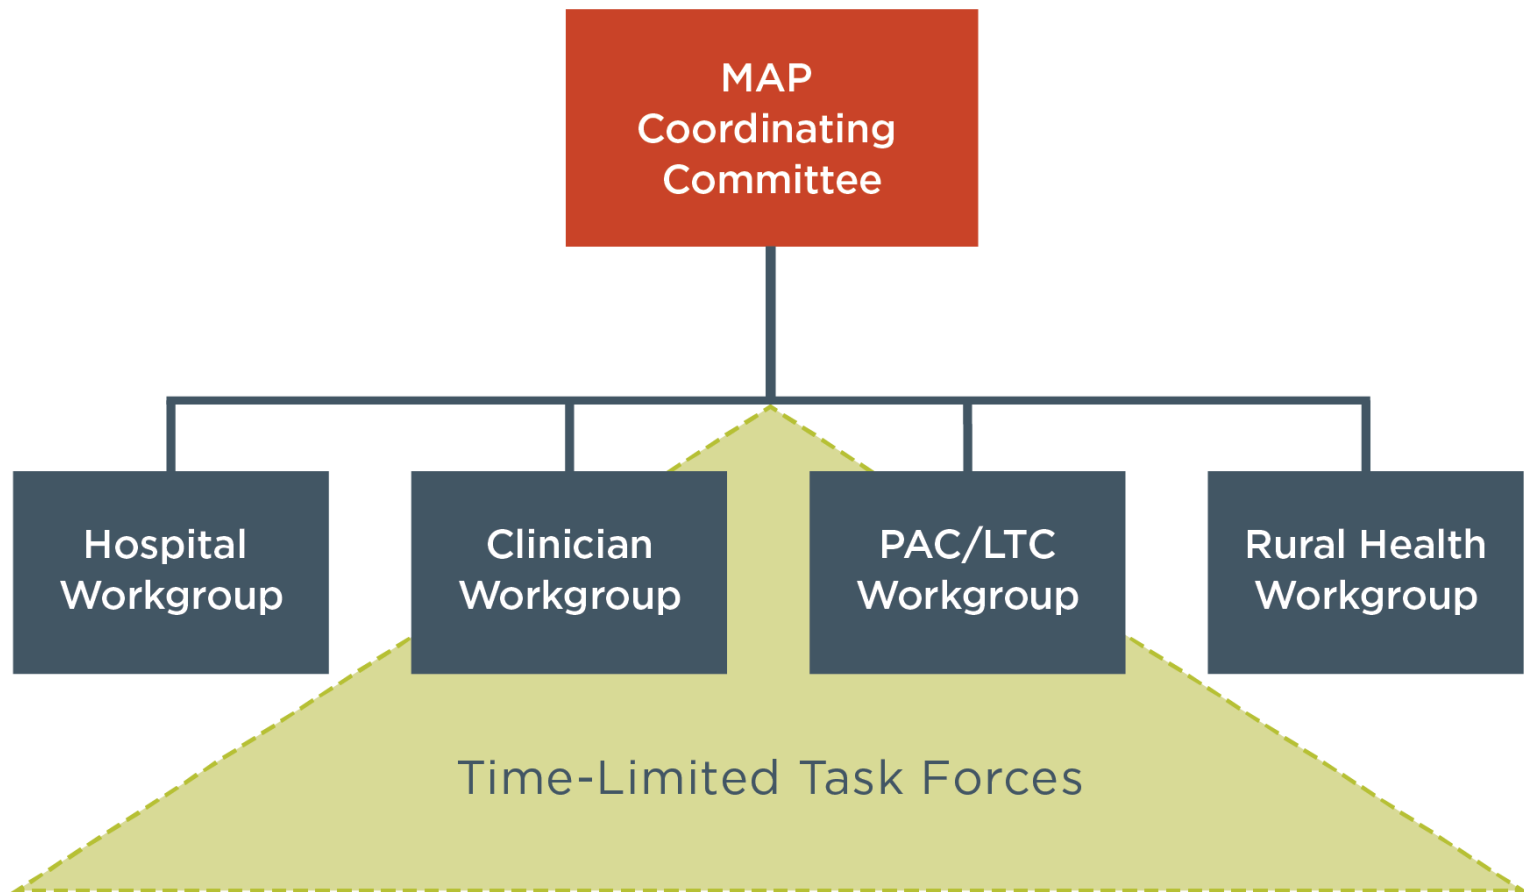 MAP
Coordinating
Committee
Hospital
Workgroup
Clinician
Workgroup
PAC/LTC
Workgroup
Rural Health
Workgroup
Time-Limited Task Forces